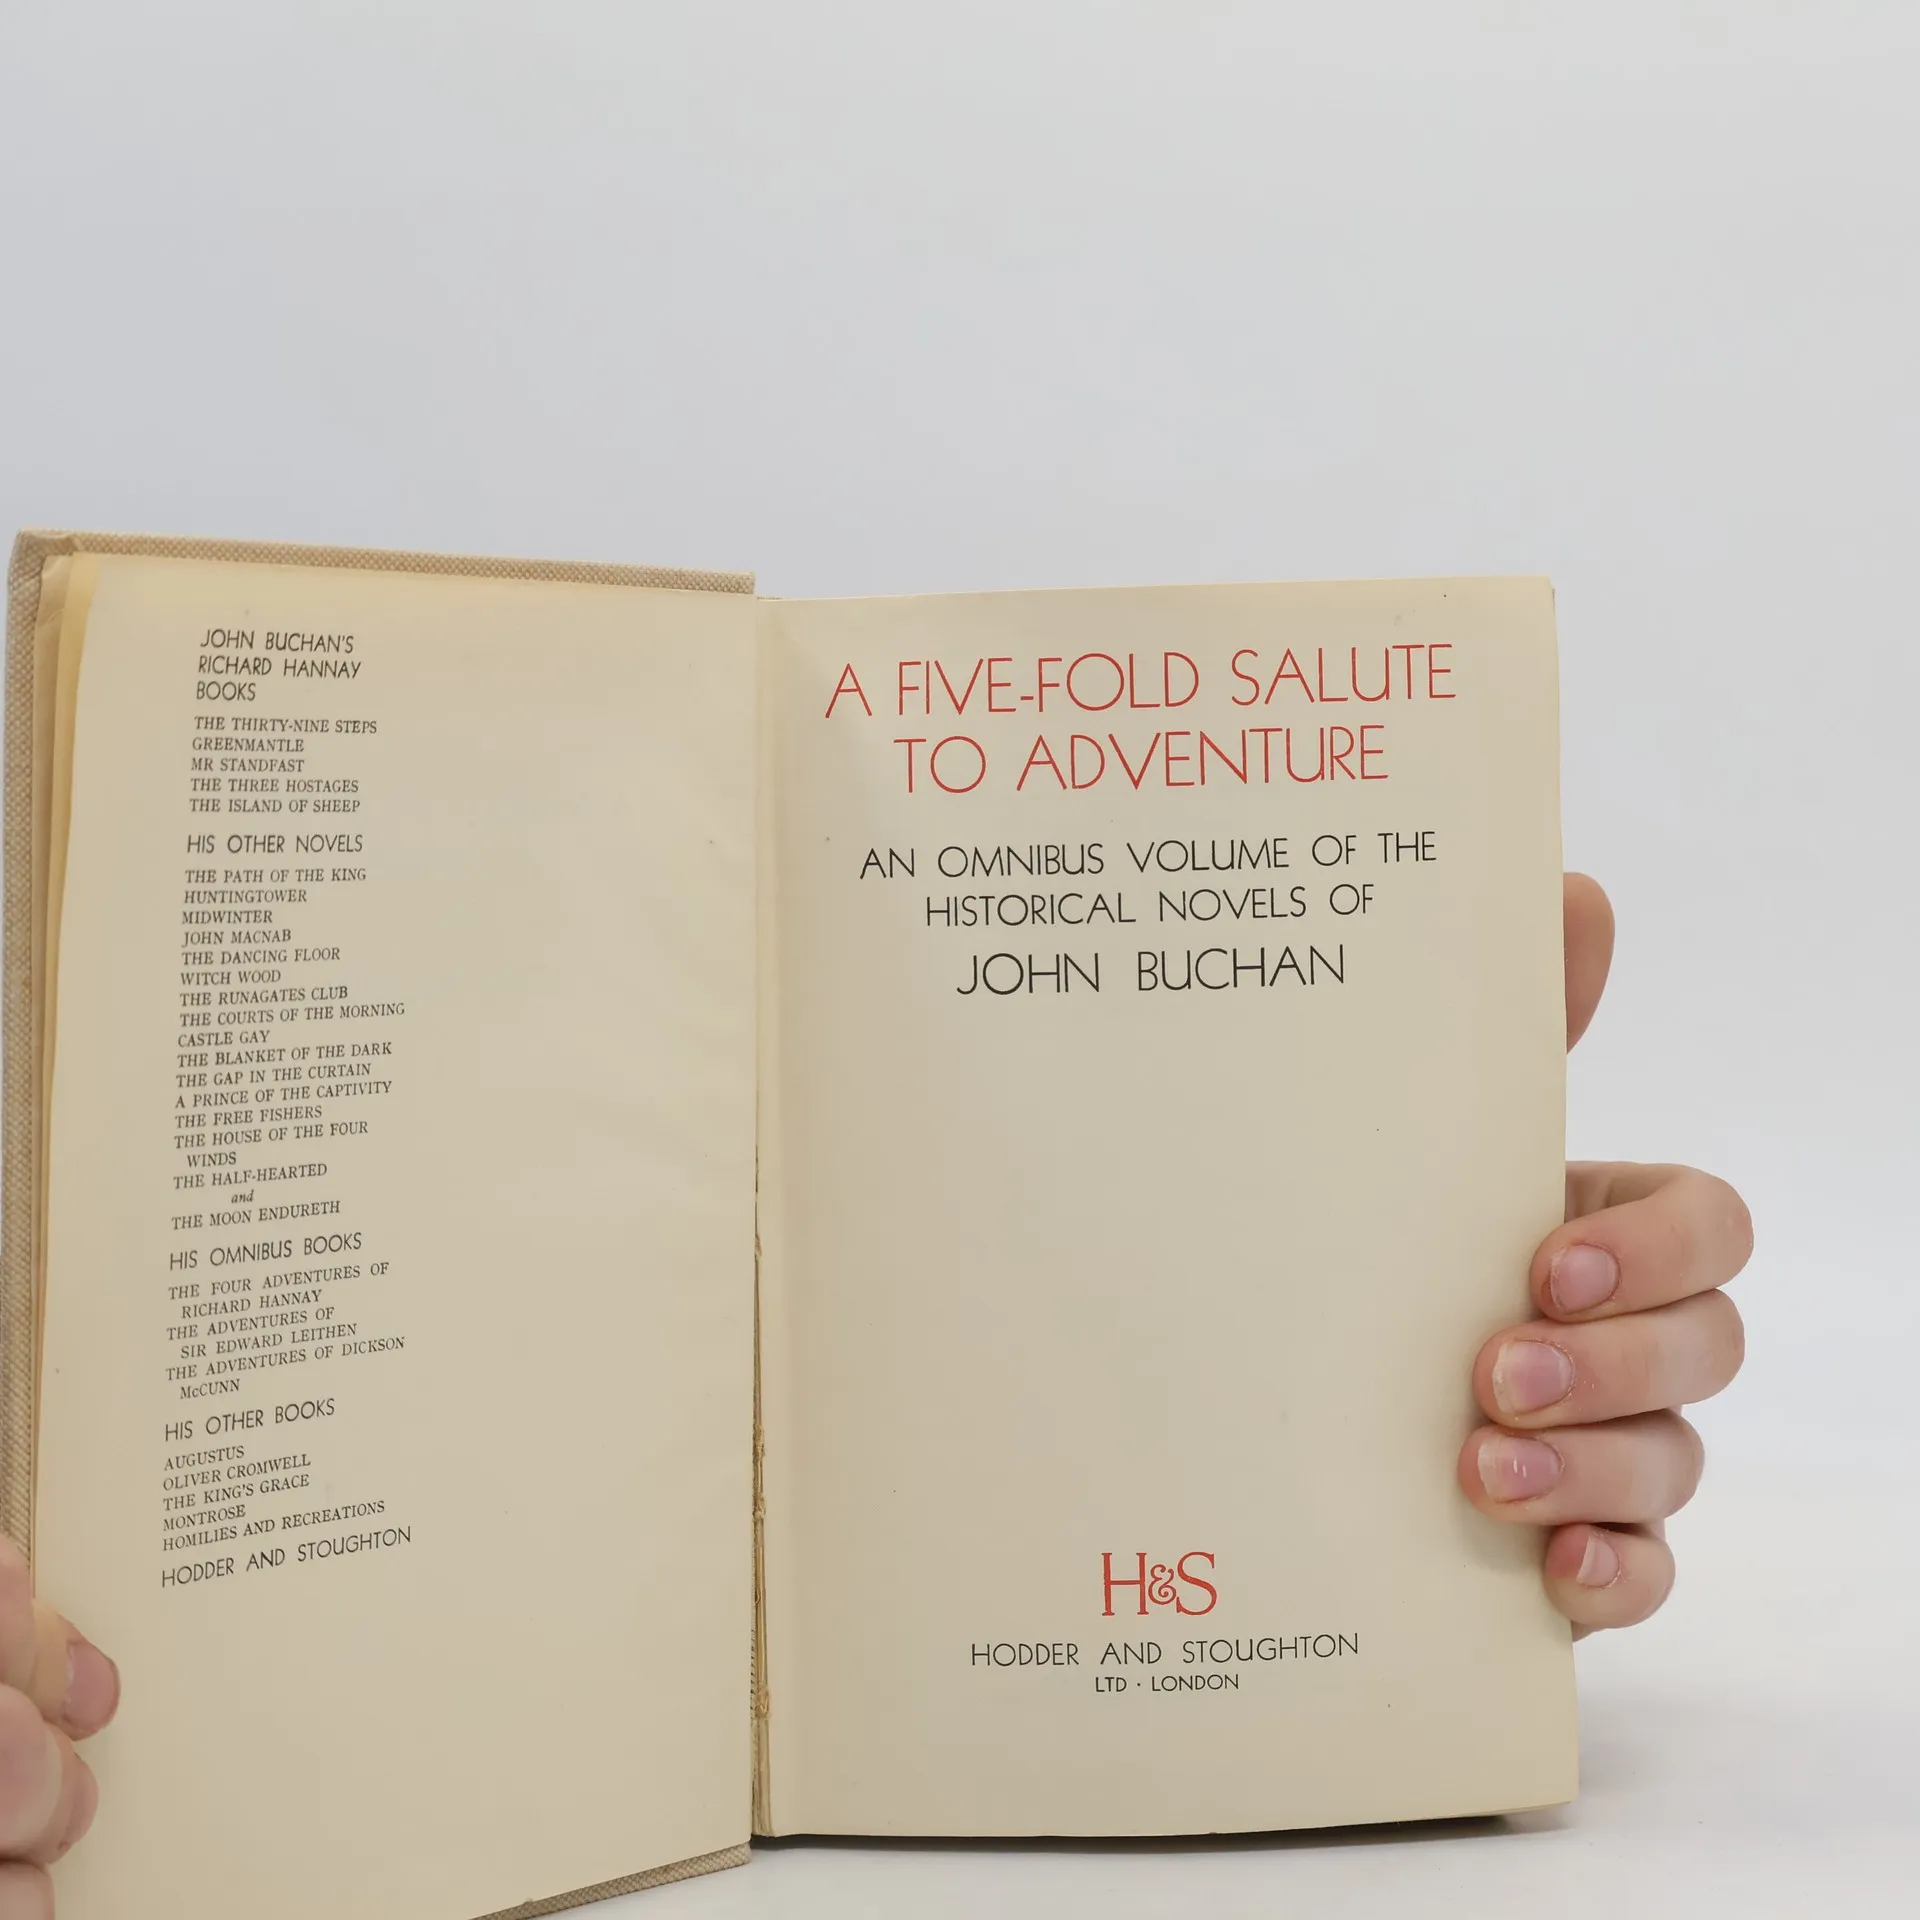 JOHN BUCHAN'S
RICHARD HANNAY
BOOKS
THE THIRTY-NINE STEPS
GREENMANTLE
MR STANDFAST
THE THREE HOSTAGES
THE ISLAND OF SHEEP
HIS OTHER NOVELS
THE PATH OF THE KING
HUNTINGTOWER
MIDWINTER
JOHN MACNAB
THE DANCING FLOOR
WITCH WOOD
THE RUNAGATES CLUB
THE COURTS OF THE MORNING
CASTLE GAY
THE BLANKET OF THE DARK
THE GAP IN THE CURTAIN
A PRINCE OF THE CAPTIVITY
THE FREE FISHERS
THE HOUSE OF THE FOUR
WINDS
THE HALF-HEARTED
and
THE MOON ENDURETH
HIS OMNIBUS BOOKS
THE FOUR ADVENTURES OF
RICHARD HANNAY
THE ADVENTURES OF
SIR EDWARD LEITHEN
THE ADVENTURES OF DICKSON
McCUNN
HIS OTHER BOOKS
AUGUSTUS
OLIVER CROMWELL
THE KING'S GRACE
MONTROSE
HOMILIES AND RECREATIONS
HODDER AND STOUGHTON
A FIVE-FOLD SALUTE
TO ADVENTURE
AN OMNIBUS VOLUME OF THE
HISTORICAL NOVELS OF
JOHN BUCHAN
H&S
HODDER AND STOUGHTON
LTD · LONDON